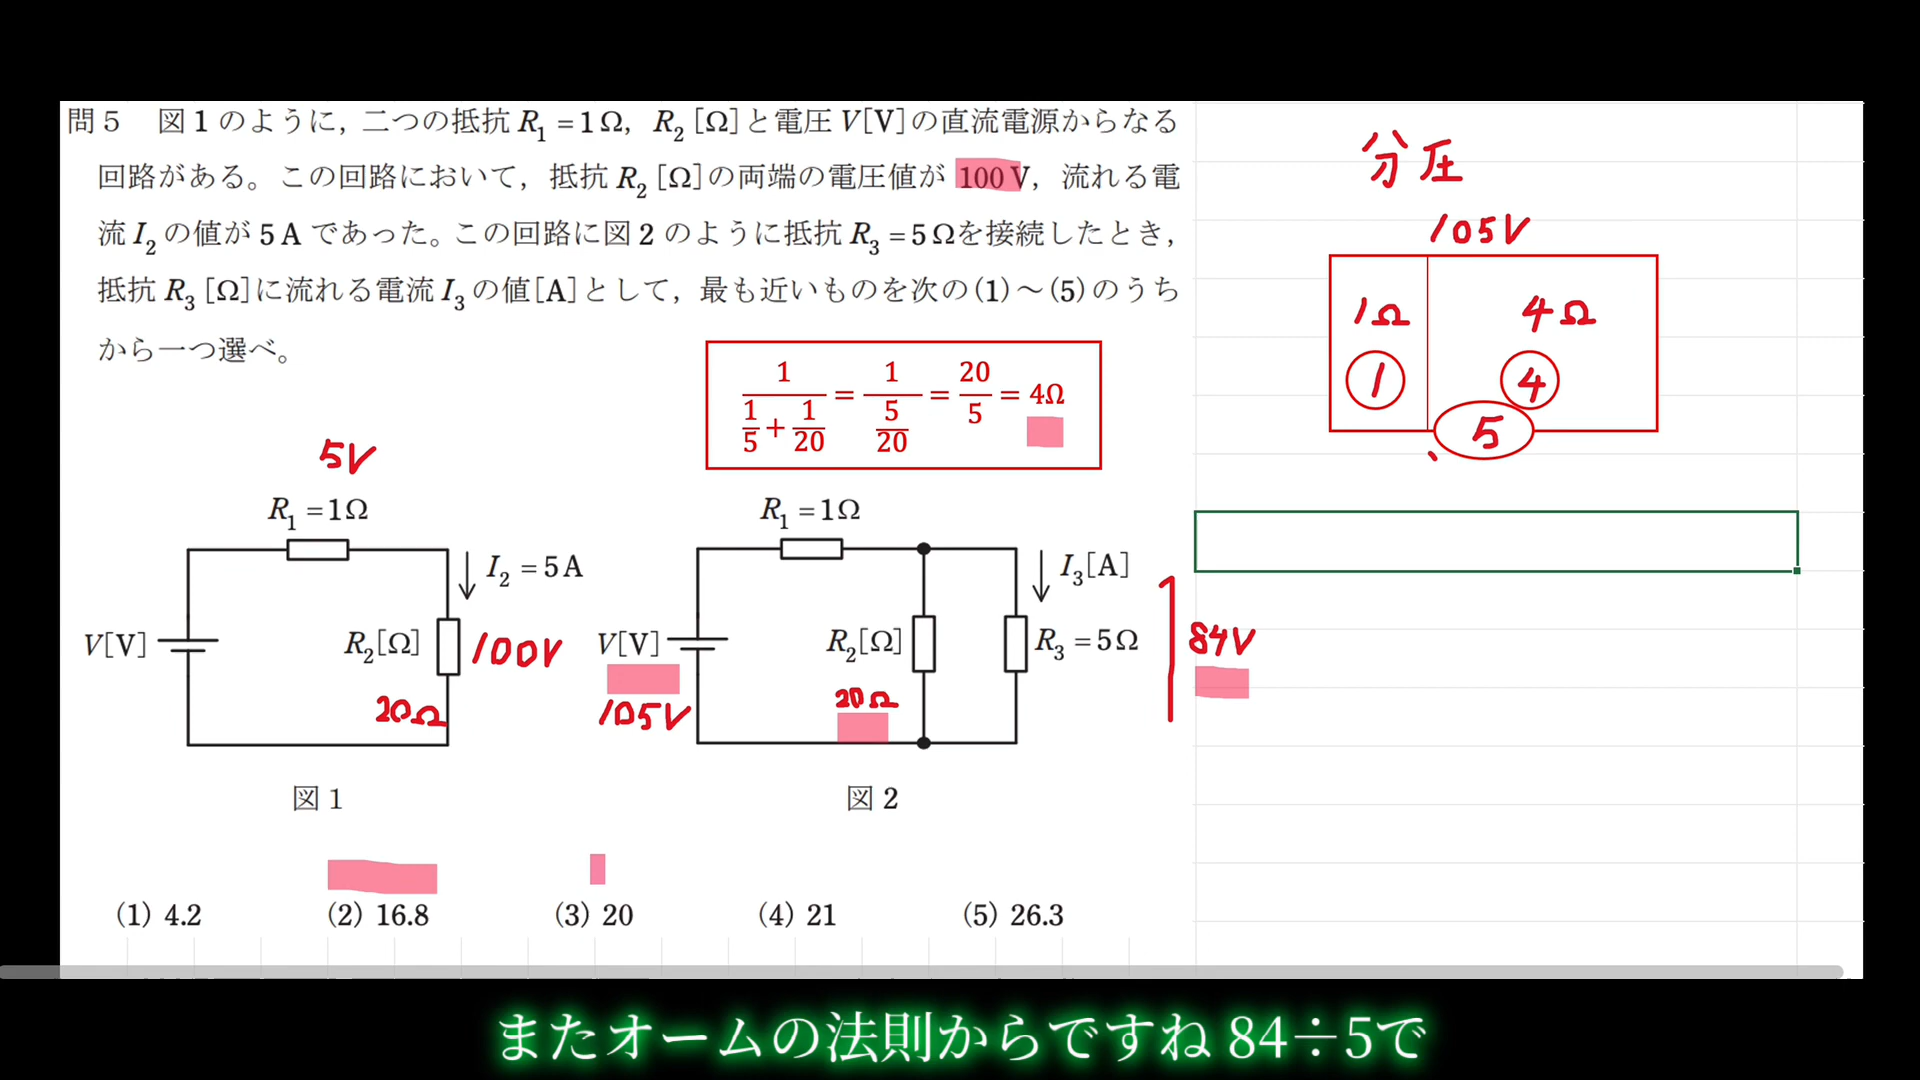 問５　図１のように，二つの抵抗 R₁ =1Ω，R₂ [Ω]と電圧V[V]の直流電源からなる
回路がある。この回路において，抵抗 R₂ [Ω]の両端の電圧値が 100 V，流れる電
流 I₂ の値が 5 A であった。この回路に図２のように抵抗 R₃ =5Ωを接続したとき，
抵抗 R₃ [Ω]に流れる電流 I₃ の値[A]として，最も近いものを次の(1)～(5)のうち
から一つ選べ。
1/(1/5+1/20) = 1/(5/20) = 20/5 = 4Ω
5V
R₁ =1Ω
I₂ =5A
V[V]
R₂[Ω]
100V
20Ω
図１
R₁ =1Ω
I₃[A]
V[V]
105V
R₂[Ω]
20Ω
R₃ =5Ω
84V
図２
(1) 4.2　(2) 16.8　(3) 20　(4) 21　(5) 26.3
分圧
105V
1Ω　4Ω
①　④
5
またオームの法則からですね 84÷5で